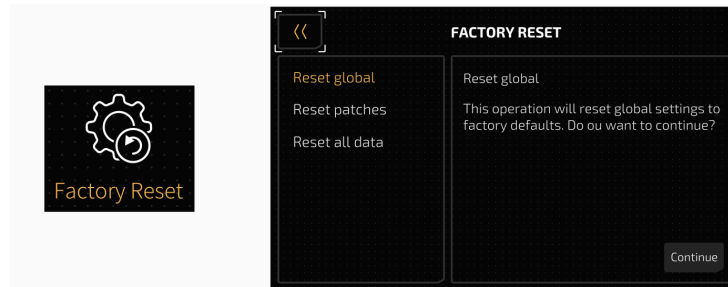 Factory Reset
FACTORY RESET
Reset global
Reset patches
Reset all data
Reset global
This operation will reset global settings to
factory defaults. Do ou want to continue?
Continue